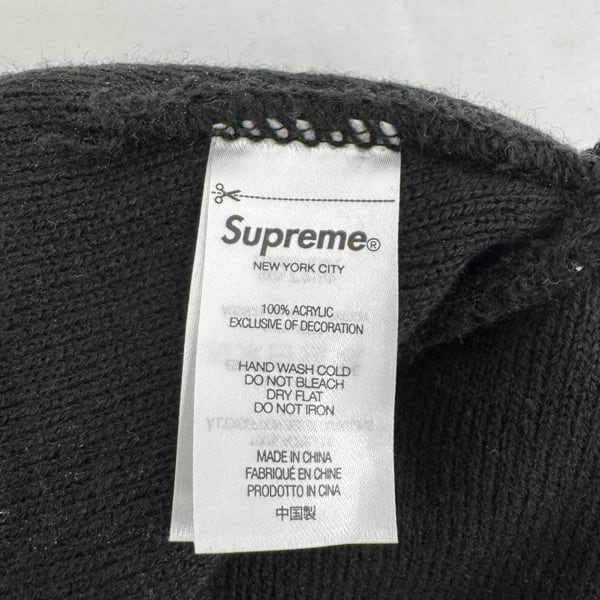 Supreme®
NEW YORK CITY
100% ACRYLIC
EXCLUSIVE OF DECORATION
HAND WASH COLD
DO NOT BLEACH
DRY FLAT
DO NOT IRON
MADE IN CHINA
FABRIQUÉ EN CHINE
PRODOTTO IN CINA
中国製